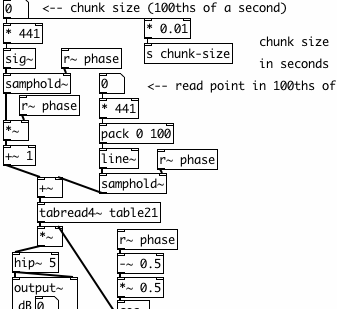 0 <-- chunk size (100ths of a second)
* 441 * 0.01
sig~ r~ phase s chunk-size chunk size
in seconds
samphold~ 0 <-- read point in 100ths of
r~ phase * 441
*~ pack 0 100
+~ 1 line~ r~ phase
+~ samphold~
tabread4~ table21
*~ r~ phase
hip~ 5 -~ 0.5
output~ *~ 0.5
dB 0